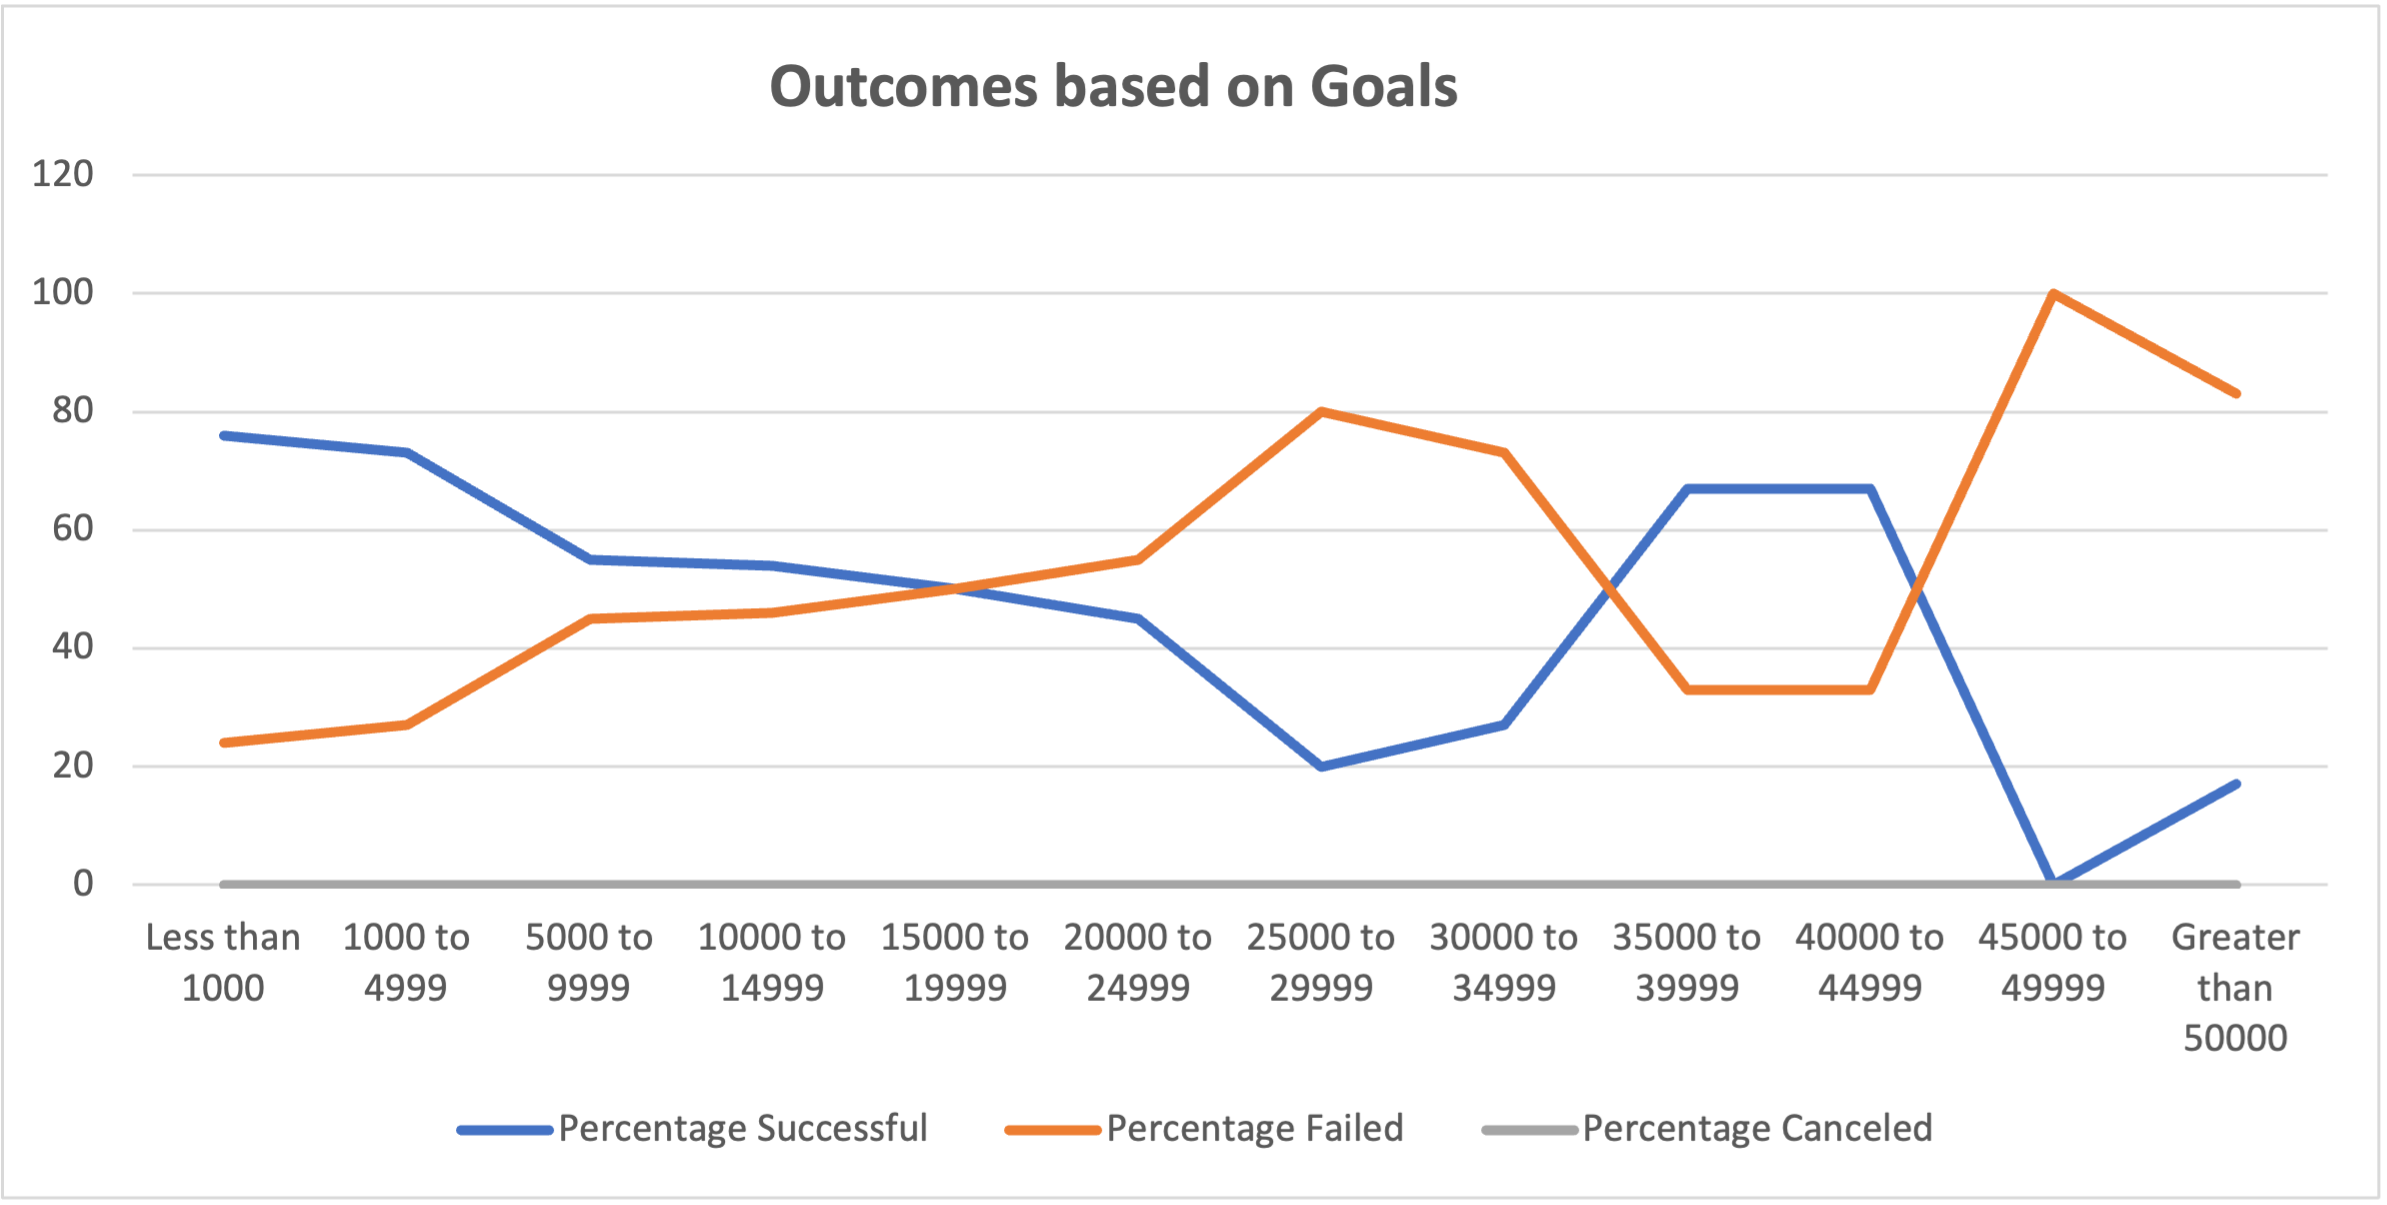 Outcomes based on Goals
120
100
80
60
40
20
0
Less than
1000
1000 to
4999
5000 to
9999
10000 to
14999
15000 to
19999
20000 to
24999
25000 to
29999
30000 to
34999
35000 to
39999
40000 to
44999
45000 to
49999
Greater
than
50000
Percentage Successful
Percentage Failed
Percentage Canceled